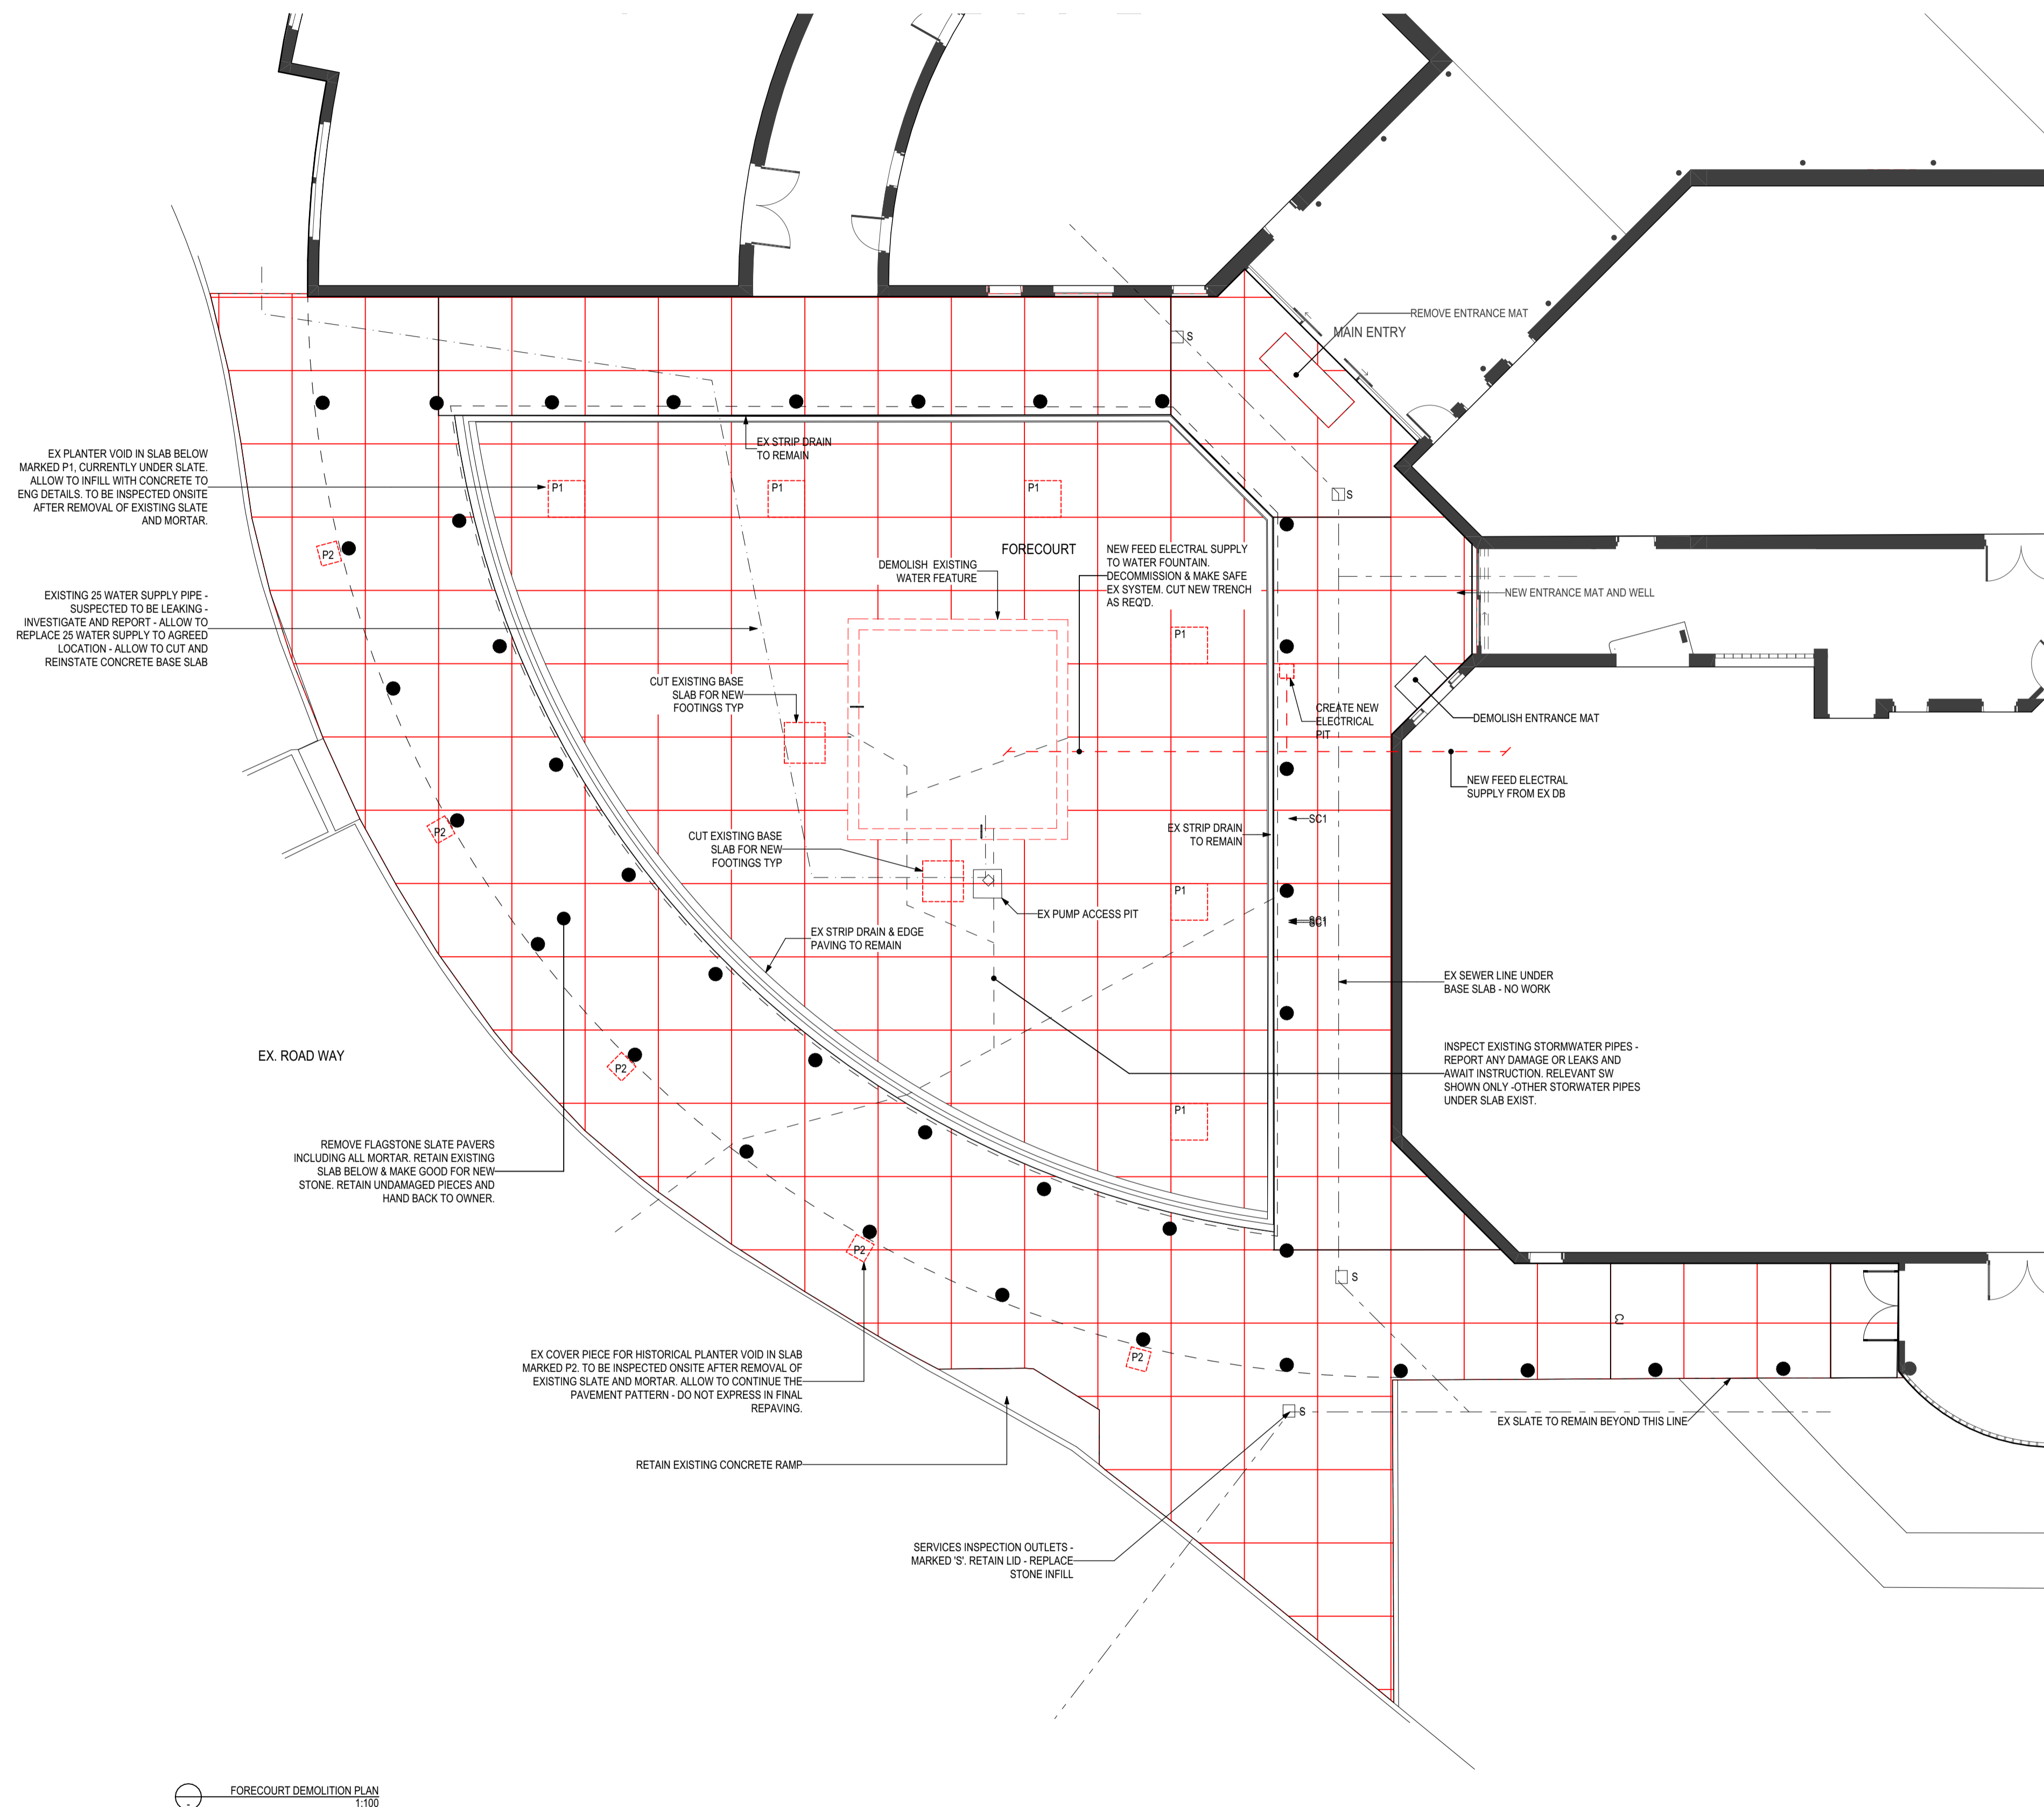 REMOVE ENTRANCE MAT
MAIN ENTRY
S
EX STRIP DRAIN
TO REMAIN
EX PLANTER VOID IN SLAB BELOW
MARKED P1, CURRENTLY UNDER SLATE.
ALLOW TO INFILL WITH CONCRETE TO
ENG DETAILS. TO BE INSPECTED ONSITE
AFTER REMOVAL OF EXISTING SLATE
AND MORTAR.
P1
P1
P1
S
P2
FORECOURT
NEW FEED ELECTRAL SUPPLY
TO WATER FOUNTAIN.
DECOMMISSION & MAKE SAFE
EX SYSTEM. CUT NEW TRENCH
AS REQ'D.
DEMOLISH EXISTING
WATER FEATURE
NEW ENTRANCE MAT AND WELL
EXISTING 25 WATER SUPPLY PIPE -
SUSPECTED TO BE LEAKING -
INVESTIGATE AND REPORT - ALLOW TO
REPLACE 25 WATER SUPPLY TO AGREED
LOCATION - ALLOW TO CUT AND
REINSTATE CONCRETE BASE SLAB
P1
CUT EXISTING BASE
SLAB FOR NEW
FOOTINGS TYP
CREATE NEW
ELECTRICAL
PIT
DEMOLISH ENTRANCE MAT
NEW FEED ELECTRAL
SUPPLY FROM EX DB
P2
SC1
EX STRIP DRAIN
TO REMAIN
CUT EXISTING BASE
SLAB FOR NEW
FOOTINGS TYP
P1
EX PUMP ACCESS PIT
SC1
SC1
EX STRIP DRAIN & EDGE
PAVING TO REMAIN
EX SEWER LINE UNDER
BASE SLAB - NO WORK
EX. ROAD WAY
P2
INSPECT EXISTING STORMWATER PIPES -
REPORT ANY DAMAGE OR LEAKS AND
AWAIT INSTRUCTION. RELEVANT SW
SHOWN ONLY -OTHER STORWATER PIPES
UNDER SLAB EXIST.
P1
REMOVE FLAGSTONE SLATE PAVERS
INCLUDING ALL MORTAR. RETAIN EXISTING
SLAB BELOW & MAKE GOOD FOR NEW
STONE. RETAIN UNDAMAGED PIECES AND
HAND BACK TO OWNER.
P2
S
CJ
EX COVER PIECE FOR HISTORICAL PLANTER VOID IN SLAB
MARKED P2. TO BE INSPECTED ONSITE AFTER REMOVAL OF
EXISTING SLATE AND MORTAR. ALLOW TO CONTINUE THE
PAVEMENT PATTERN - DO NOT EXPRESS IN FINAL
REPAVING.
P2
S
EX SLATE TO REMAIN BEYOND THIS LINE
RETAIN EXISTING CONCRETE RAMP
SERVICES INSPECTION OUTLETS -
MARKED 'S'. RETAIN LID - REPLACE
STONE INFILL
FORECOURT DEMOLITION PLAN
1:100
-